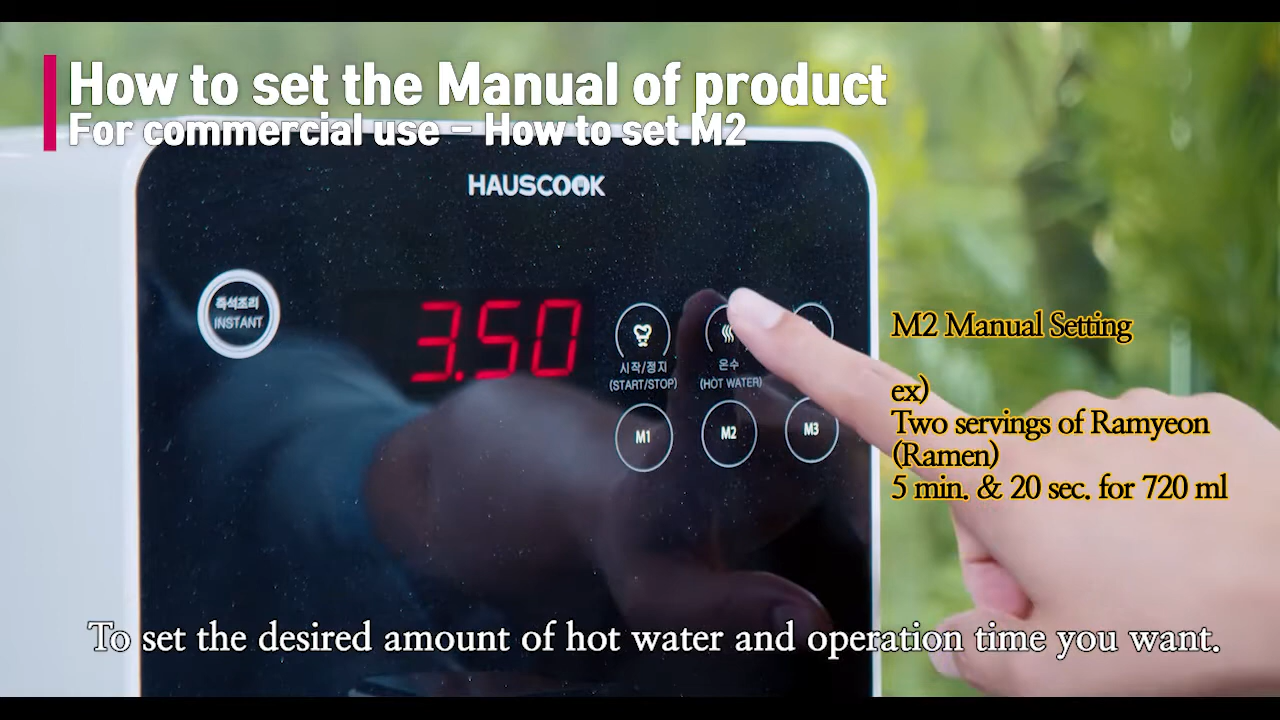 How to set the Manual of product
For commercial use - How to set M2
HAUSCOOK
즉석조리
INSTANT
3.50
시작/정지
(START/STOP)
온수
(HOT WATER)
M1
M2
M3
M2 Manual Setting
ex)
Two servings of Ramyeon
(Ramen)
5 min. & 20 sec. for 720 ml
To set the desired amount of hot water and operation time you want.